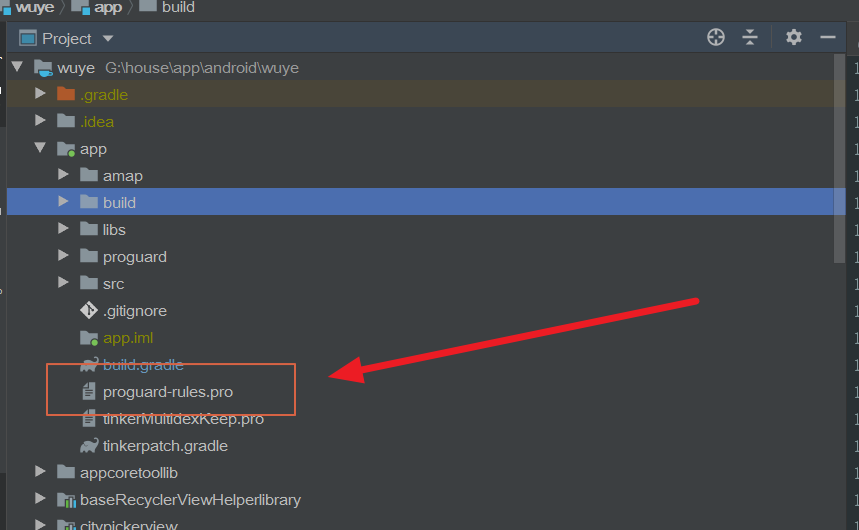 wuye app build
Project
wuye G:\house\app\android\wuye
.gradle
.idea
app
amap
build
libs
proguard
src
.gitignore
app.iml
build.gradle
proguard-rules.pro
tinkerMultidexKeep.pro
tinkerpatch.gradle
appcoretoollib
baseRecyclerViewHelperlibrary
citypickerview